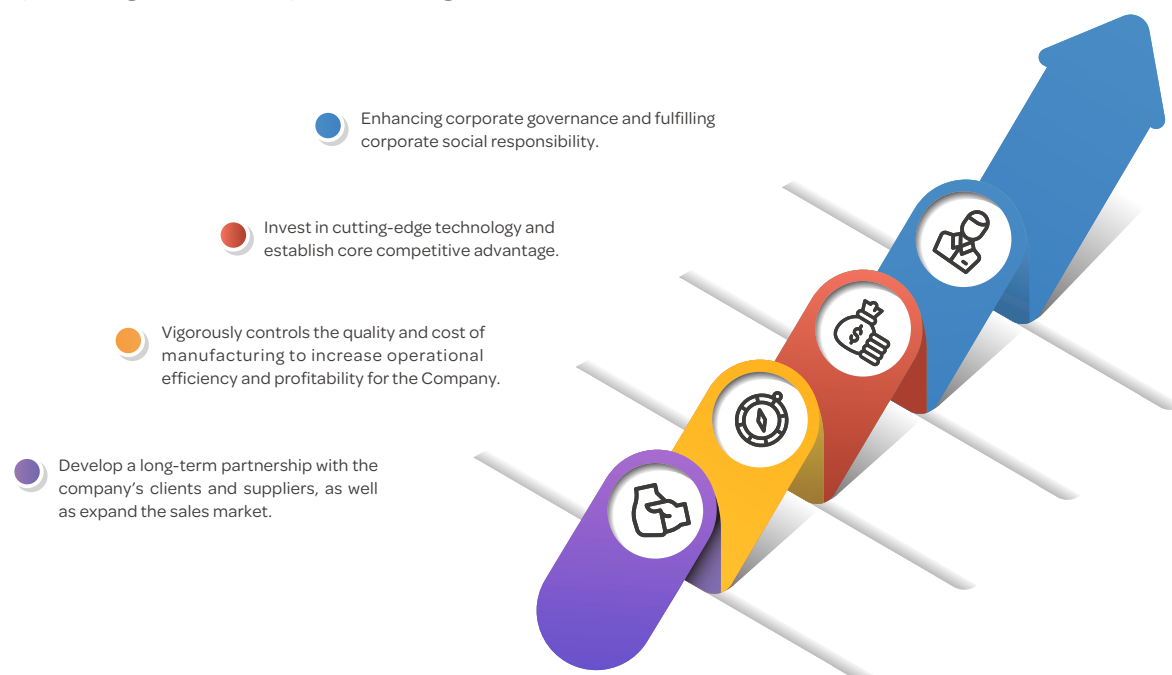 Enhancing corporate governance and fulfilling
corporate social responsibility.
Invest in cutting-edge technology and
establish core competitive advantage.
Vigorously controls the quality and cost of
manufacturing to increase operational
efficiency and profitability for the Company.
Develop a long-term partnership with the
company’s clients and suppliers, as well
as expand the sales market.
$